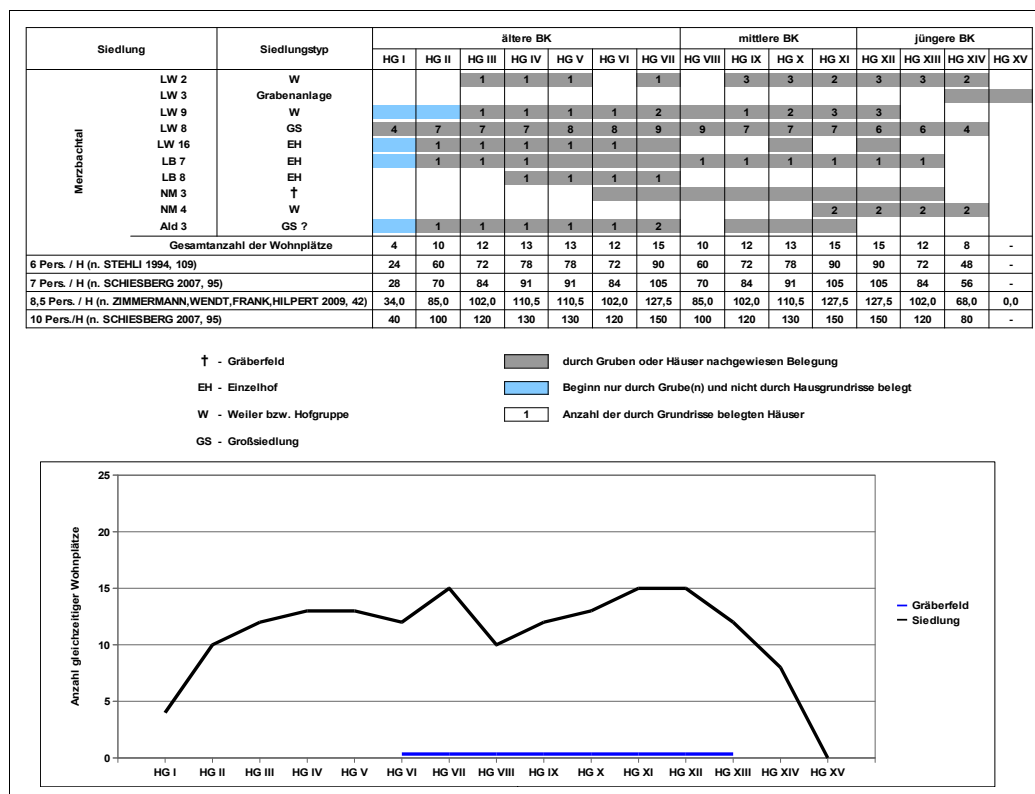 Siedlung Siedlungstyp ältere BK mittlere BK jüngere BK
HG I HG II HG III HG IV HG V HG VI HG VII HG VIII HG IX HG X HG XI HG XII HG XIII HG XIV HG XV
Merzbachtal
LW 2 W 1 1 1 1 3 3 2 3 3 2
LW 3 Grabenanlage
LW 9 W 1 1 1 1 2 1 2 3 3
LW 8 GS 4 7 7 7 8 8 9 9 7 7 7 6 6 4
LW 16 EH 1 1 1 1 1
LB 7 EH 1 1 1 1 1 1 1 1 1
LB 8 EH 1 1 1 1
NM 3 †
NM 4 W 2 2 2 2
Ald 3 GS ? 1 1 1 1 1 2
Gesamtanzahl der Wohnplätze 4 10 12 13 13 12 15 10 12 13 15 15 12 8 -
6 Pers. / H (n. STEHLI 1994, 109) 24 60 72 78 78 72 90 60 72 78 90 90 72 48 -
7 Pers. / H (n. SCHIESBERG 2007, 95) 28 70 84 91 91 84 105 70 84 91 105 105 84 56 -
8,5 Pers. / H (n. ZIMMERMANN,WENDT,FRANK,HILPERT 2009, 42) 34,0 85,0 102,0 110,5 110,5 102,0 127,5 85,0 102,0 110,5 127,5 127,5 102,0 68,0 0,0
10 Pers./H (n. SCHIESBERG 2007, 95) 40 100 120 130 130 120 150 100 120 130 150 150 120 80 -
† - Gräberfeld durch Gruben oder Häuser nachgewiesen Belegung
EH - Einzelhof Beginn nur durch Grube(n) und nicht durch Hausgrundrisse belegt
W - Weiler bzw. Hofgruppe 1 Anzahl der durch Grundrisse belegten Häuser
GS - Großsiedlung
Anzahl gleichzeitiger Wohnplätze
25
20
15
10
5
0
HG I HG II HG III HG IV HG V HG VI HG VII HG VIII HG IX HG X HG XI HG XII HG XIII HG XIV HG XV
Gräberfeld
Siedlung